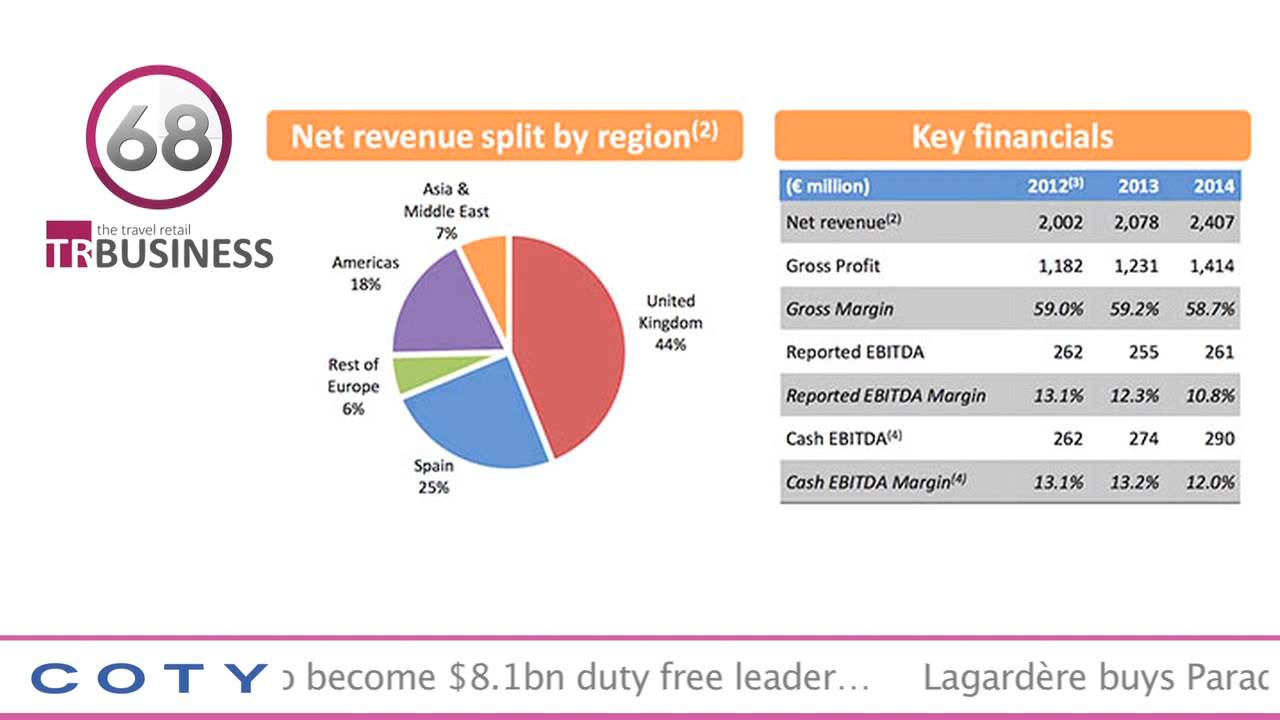 68
the travel retail
TRBUSINESS
Net revenue split by region(2)
Asia &
Middle East
7%
Americas
18%
United
Kingdom
44%
Rest of
Europe
6%
Spain
25%
Key financials
(€ million) 2012(3) 2013 2014
Net revenue(2) 2,002 2,078 2,407
Gross Profit 1,182 1,231 1,414
Gross Margin 59.0% 59.2% 58.7%
Reported EBITDA 262 255 261
Reported EBITDA Margin 13.1% 12.3% 10.8%
Cash EBITDA(4) 262 274 290
Cash EBITDA Margin(4) 13.1% 13.2% 12.0%
COTY
become $8.1bn duty free leader… Lagardère buys